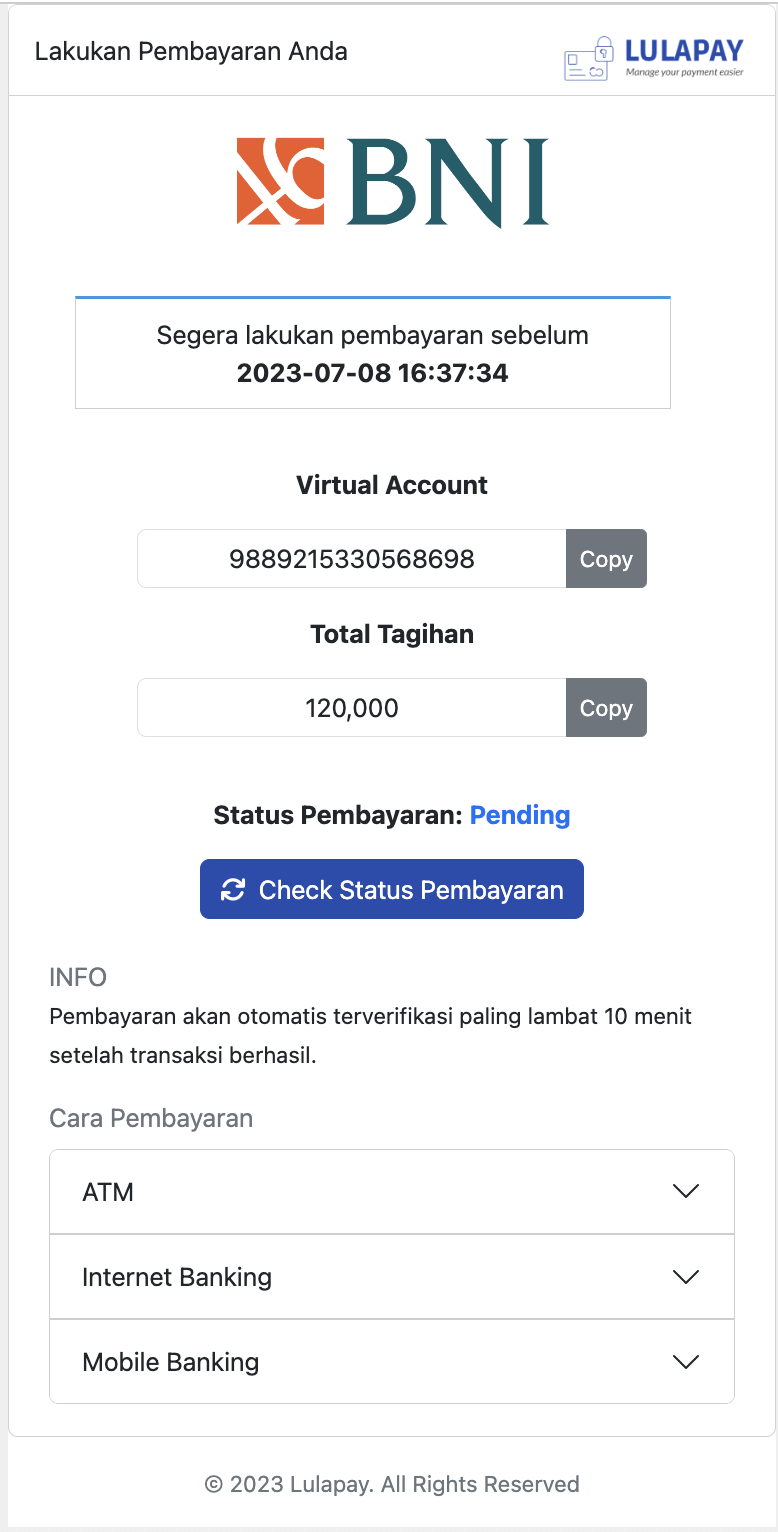 Lakukan Pembayaran Anda
LULAPAY
Manage your payment easier
BNI
Segera lakukan pembayaran sebelum
2023-07-08 16:37:34
Virtual Account
9889215330568698 Copy
Total Tagihan
120,000 Copy
Status Pembayaran: Pending
Check Status Pembayaran
INFO
Pembayaran akan otomatis terverifikasi paling lambat 10 menit
setelah transaksi berhasil.
Cara Pembayaran
ATM
Internet Banking
Mobile Banking
© 2023 Lulapay. All Rights Reserved